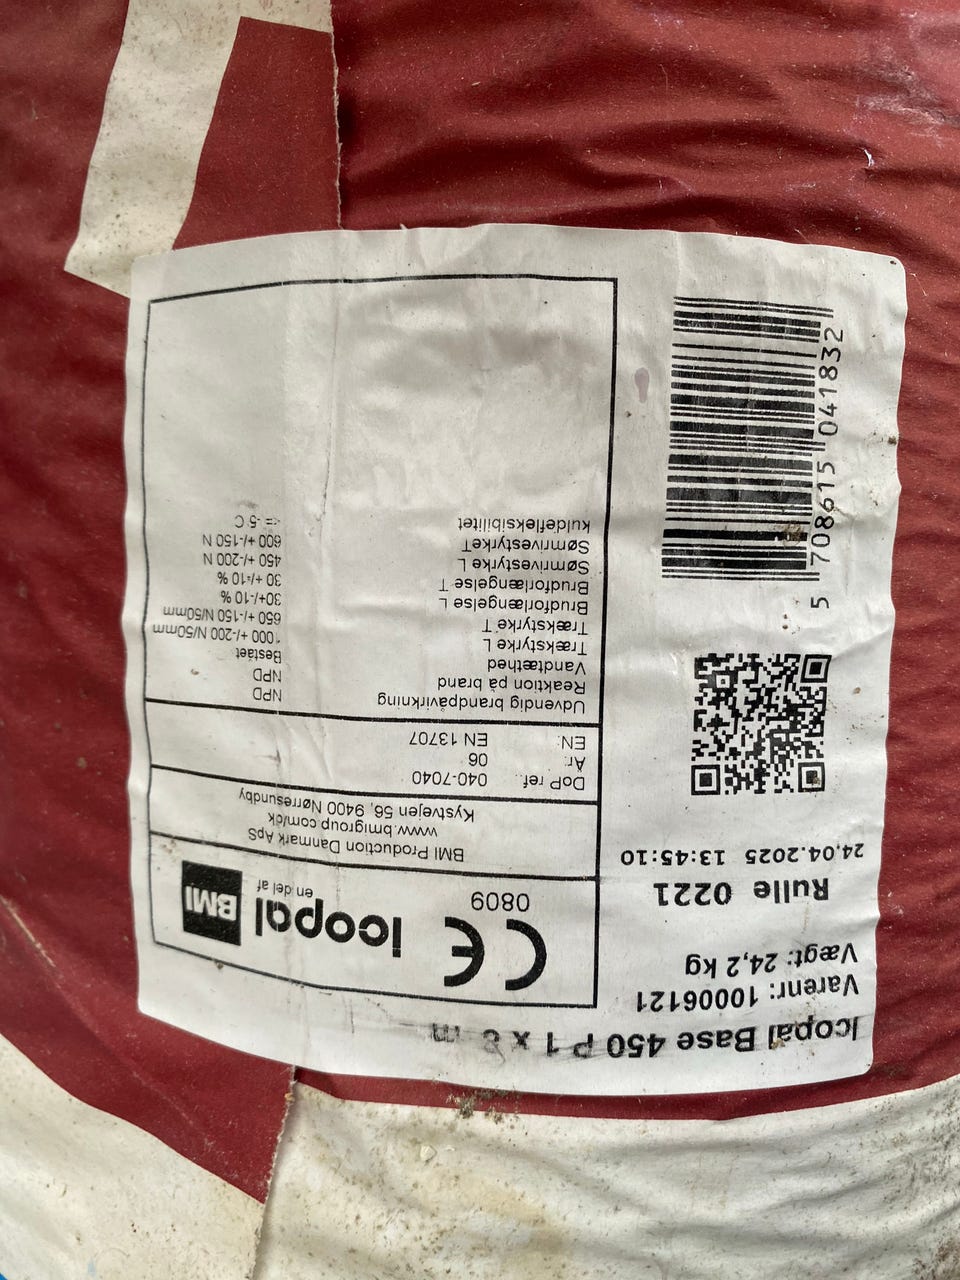 Icopal Base 450 P 1 x 8 m
Varenr: 10006121
Vægt: 24,2 kg
Rulle 0221
24.04.2025 13:45:10
5 708615 041832
CE
0809
icopal
en del af
BMI
BMI Production Danmark ApS
www.bmigroup.com/dk
Kystvejen 56, 9400 Nørresundby
DoP ref.: 040-7040
År: 06
EN: EN 13707
Udvendig brandpåvirkning NPD
Reaktion på brand NPD
Vandtæthed Bestået
Trækstyrke L 1000 +/-200 N/50mm
Trækstyrke T 650 +/-150 N/50mm
Brudforlængelse L 30+/-10 %
Brudforlængelse T 30 +/-10 %
Sømrivestyrke L 450 +/-200 N
SømrivestyrkeT 600 +/-150 N
kuldefleksibilitet <= -5 C